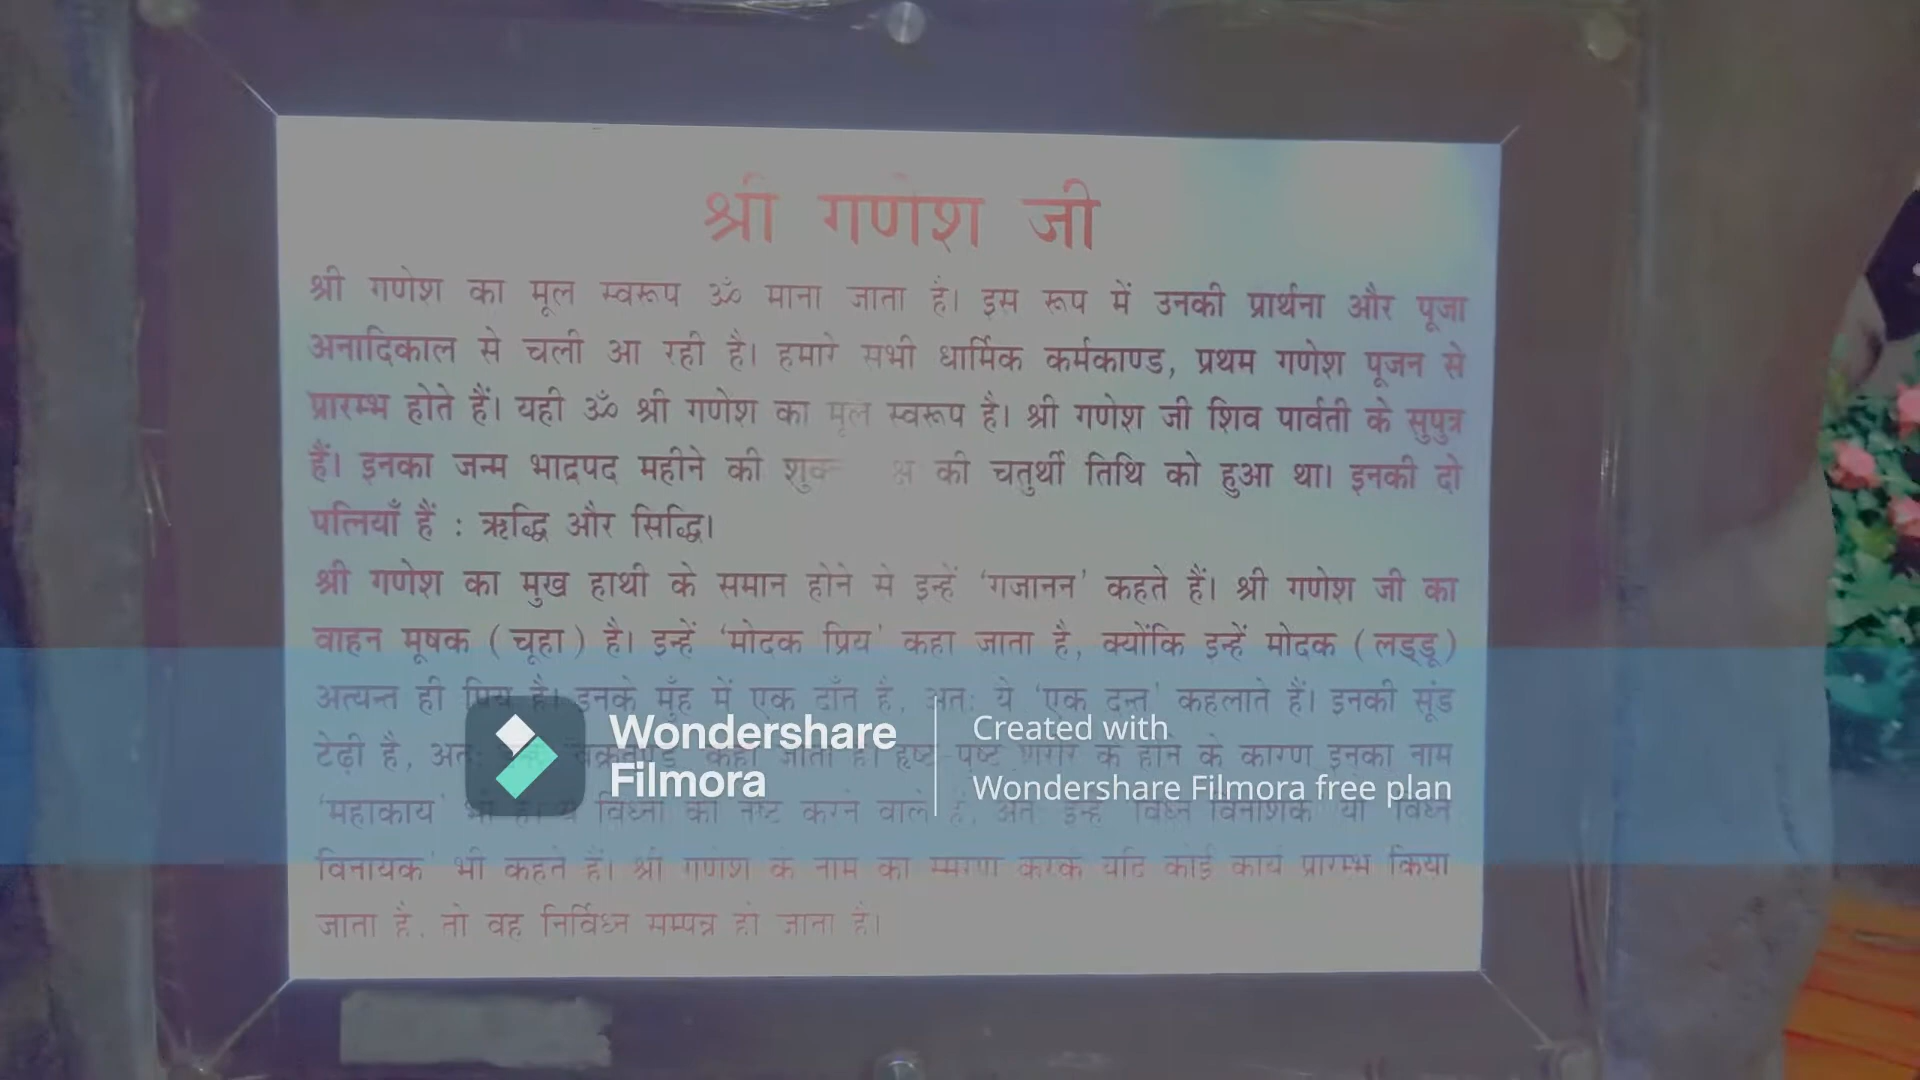 श्री गणेश जी
श्री गणेश का मूल स्वरूप ॐ माना जाता है। इस रूप में उनकी प्रार्थना और पूजा
अनादिकाल से चली आ रही है। हमारे सभी धार्मिक कर्मकाण्ड, प्रथम गणेश पूजन से
प्रारम्भ होते हैं। यही ॐ श्री गणेश का मूल स्वरूप है। श्री गणेश जी शिव पार्वती के सुपुत्र
हैं। इनका जन्म भाद्रपद महीने की की चतुर्थी तिथि को हुआ था। इनकी दो
पत्नियाँ हैं : ऋद्धि और सिद्धि।
श्री गणेश का मुख हाथी के समान होने से इन्हें 'गजानन' कहते हैं। श्री गणेश जी का
वाहन मूषक (चूहा) है। इन्हें 'मोदक प्रिय' कहा जाता है, क्योंकि इन्हें मोदक (लड्डू)
अत्यन्त ही प्रिय है। इनके मुँह में एक दाँत है, अतः ये 'एक दन्त' कहलाते हैं। इनकी सूंड
टेढ़ी है, कहा जाता है। हृष्ट पुष्ट शरीर के होने के कारण इनका नाम
'महाकाय' विघ्नों को नष्ट करने वाले हैं, अतः इन्हें 'विघ्न विनाशक' या 'विघ्न
विनायक' भी कहते हैं। श्री गणेश के नाम का स्मरण करके यदि कोई कार्य प्रारम्भ किया
जाता है, तो वह निर्विघ्न सम्पन्न हो जाता है।
Wondershare
Filmora
Created with
Wondershare Filmora free plan